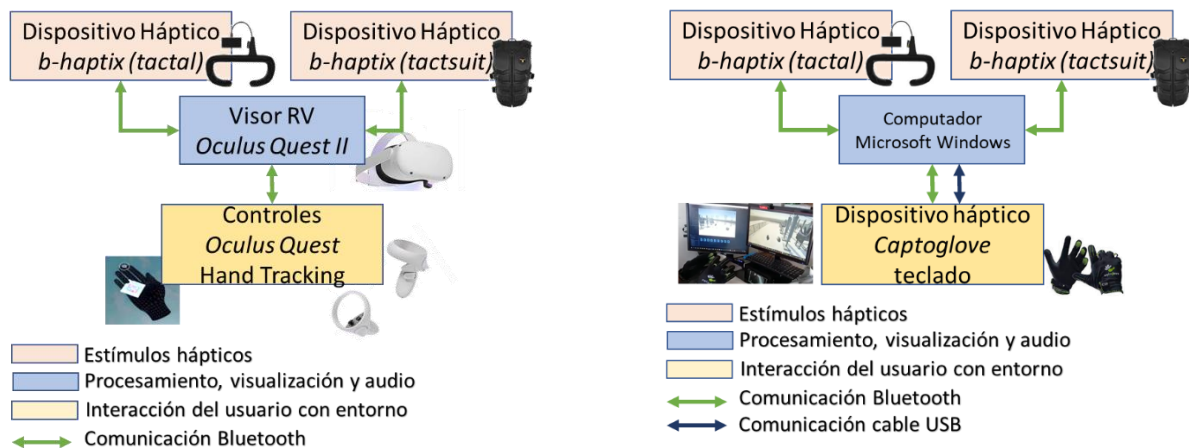 Dispositivo Háptico
b-haptix (tactal)
Dispositivo Háptico
b-haptix (tactsuit)
Visor RV
Oculus Quest II
Controles
Oculus Quest
Hand Tracking
Estímulos hápticos
Procesamiento, visualización y audio
Interacción del usuario con entorno
Comunicación Bluetooth
Dispositivo Háptico
b-haptix (tactal)
Dispositivo Háptico
b-haptix (tactsuit)
Computador
Microsoft Windows
Dispositivo háptico
Captoglove
teclado
Estímulos hápticos
Procesamiento, visualización y audio
Interacción del usuario con entorno
Comunicación Bluetooth
Comunicación cable USB